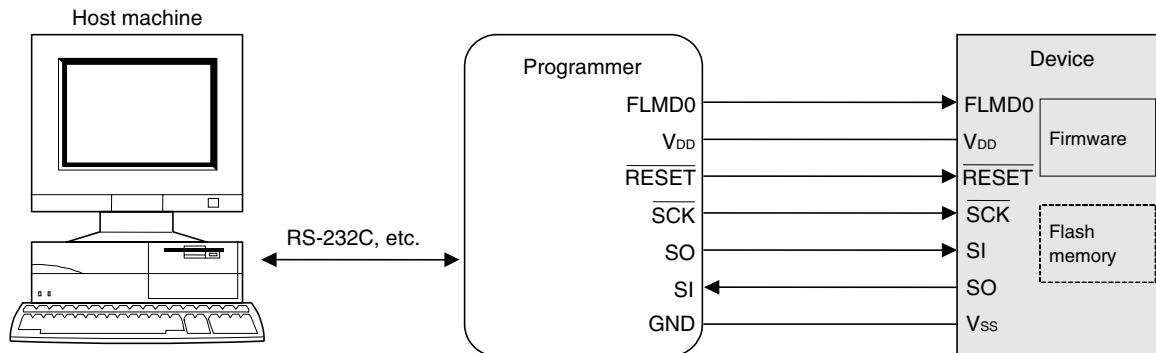 Host machine
RS-232C, etc.
Programmer
FLMD0
VDD
RESET
SCK
SO
SI
GND
Device
FLMD0
VDD
RESET
SCK
SI
SO
VSS
Firmware
Flash
memory